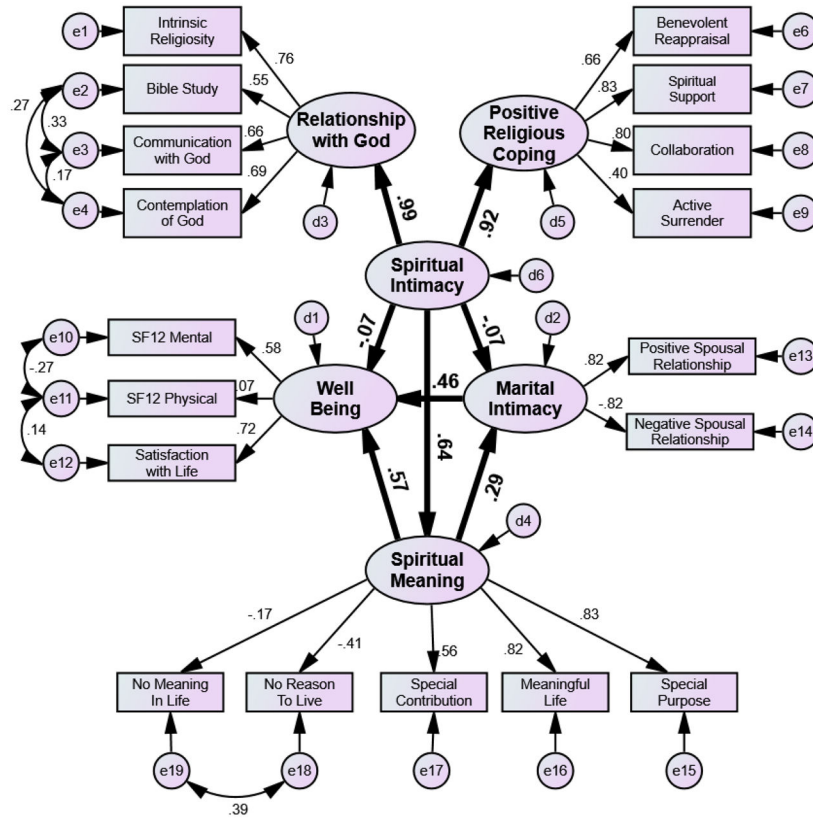 e1
Intrinsic
Religiosity
.76
e2
Bible Study
.55
.27
.33
e3
Communication
with God
.66
.17
e4
Contemplation
of God
.69
Relationship
with God
d3
.99
Benevolent
Reappraisal
e6
.66
Spiritual
Support
e7
.83
Collaboration
e8
.80
Active
Surrender
e9
.40
Positive
Religious
Coping
d5
.92
Spiritual
Intimacy
d6
-.07
-.07
e10
SF12 Mental
.58
-.27
e11
SF12 Physical
.07
.14
e12
Satisfaction
with Life
.72
d1
Well
Being
.46
d2
Marital
Intimacy
.82
Positive Spousal
Relationship
e13
-.82
Negative Spousal
Relationship
e14
.64
.57
.29
d4
Spiritual
Meaning
-.17
-.41
.56
.82
.83
No Meaning
In Life
No Reason
To Live
Special
Contribution
Meaningful
Life
Special
Purpose
e19
e18
e17
e16
e15
.39